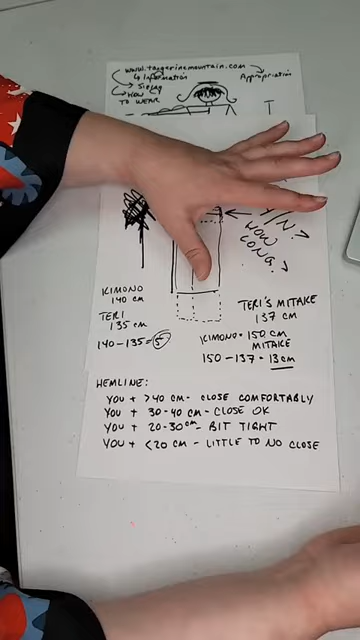 www.tangerinemountain.com
↳ Information
→ Sizing
→ How
TO WEAR
Appropriation
T
HOW
LONG?
KIMONO
140 cm
TERI
135 cm
140-135=5
TERI'S MITAKE
137 cm
KIMONO=150 cm
MITAKE
150-137=13cm
HEMLINE:
YOU + >40 cm- CLOSE COMFORTABLY
YOU + 30-40 cm- CLOSE OK
YOU + 20-30cm- BIT TIGHT
YOU + <20 cm- LITTLE TO NO CLOSE